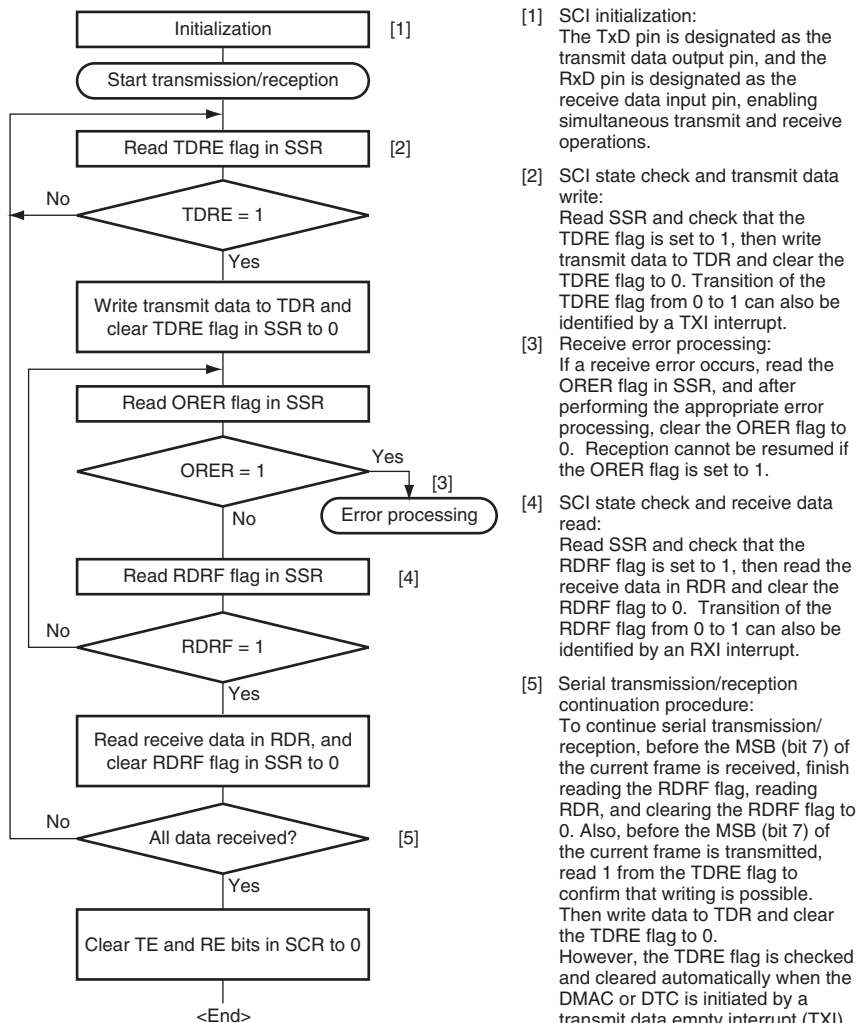 Initialization
[1]
Start transmission/reception
Read TDRE flag in SSR
[2]
No
TDRE = 1
Yes
Write transmit data to TDR and
clear TDRE flag in SSR to 0
Read ORER flag in SSR
Yes
ORER = 1
[3]
No
Error processing
Read RDRF flag in SSR
[4]
No
RDRF = 1
Yes
Read receive data in RDR, and
clear RDRF flag in SSR to 0
No
All data received?
[5]
Yes
Clear TE and RE bits in SCR to 0
<End>
[1] SCI initialization:
The TxD pin is designated as the
transmit data output pin, and the
RxD pin is designated as the
receive data input pin, enabling
simultaneous transmit and receive
operations.
[2] SCI state check and transmit data
write:
Read SSR and check that the
TDRE flag is set to 1, then write
transmit data to TDR and clear the
TDRE flag to 0. Transition of the
TDRE flag from 0 to 1 can also be
identified by a TXI interrupt.
[3] Receive error processing:
If a receive error occurs, read the
ORER flag in SSR, and after
performing the appropriate error
processing, clear the ORER flag to
0. Reception cannot be resumed if
the ORER flag is set to 1.
[4] SCI state check and receive data
read:
Read SSR and check that the
RDRF flag is set to 1, then read the
receive data in RDR and clear the
RDRF flag to 0. Transition of the
RDRF flag from 0 to 1 can also be
identified by an RXI interrupt.
[5] Serial transmission/reception
continuation procedure:
To continue serial transmission/
reception, before the MSB (bit 7) of
the current frame is received, finish
reading the RDRF flag, reading
RDR, and clearing the RDRF flag to
0. Also, before the MSB (bit 7) of
the current frame is transmitted,
read 1 from the TDRE flag to
confirm that writing is possible.
Then write data to TDR and clear
the TDRE flag to 0.
However, the TDRE flag is checked
and cleared automatically when the
DMAC or DTC is initiated by a
transmit data empty interrupt (TXI)